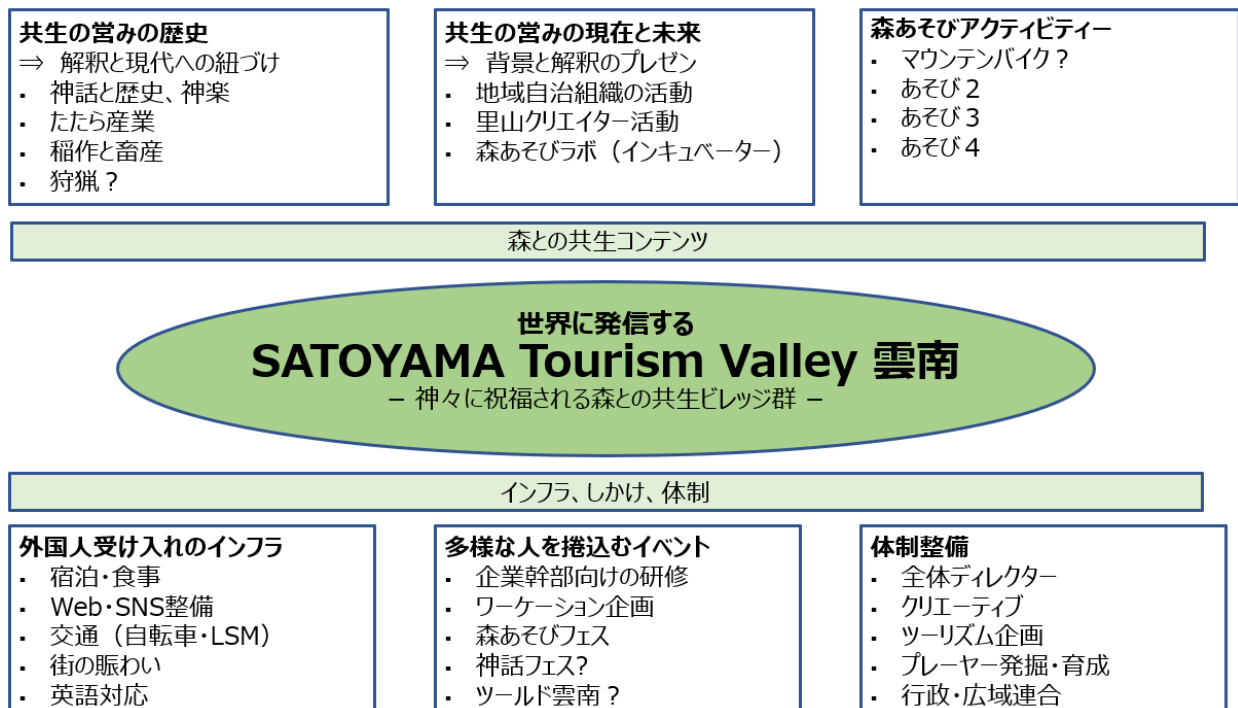 共生の営みの歴史
⇒ 解釈と現代への紐づけ
・ 神話と歴史、神楽
・ たたら産業
・ 稲作と畜産
・ 狩猟？
共生の営みの現在と未来
⇒ 背景と解釈のプレゼン
・ 地域自治組織の活動
・ 里山クリエイター活動
・ 森あそびラボ（インキュベーター）
森あそびアクティビティー
・ マウンテンバイク？
・ あそび２
・ あそび３
・ あそび４
森との共生コンテンツ
世界に発信する
SATOYAMA Tourism Valley 雲南
– 神々に祝福される森との共生ビレッジ群 –
インフラ、しかけ、体制
外国人受け入れのインフラ
・ 宿泊・食事
・ Web・SNS整備
・ 交通（自転車・LSM）
・ 街の賑わい
・ 英語対応
多様な人を捲込むイベント
・ 企業幹部向けの研修
・ ワーケーション企画
・ 森あそびフェス
・ 神話フェス?
・ ツールド雲南？
体制整備
・ 全体ディレクター
・ クリエーティブ
・ ツーリズム企画
・ プレーヤー発掘・育成
・ 行政・広域連合